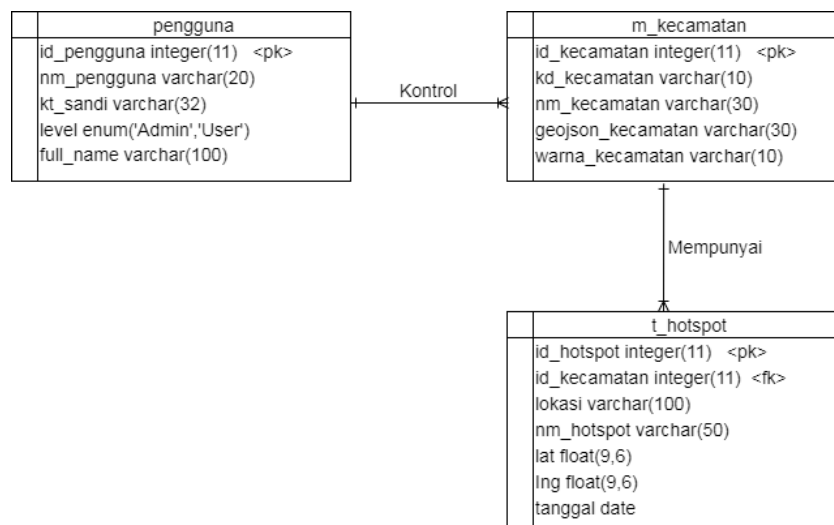 pengguna
id_pengguna integer(11) <pk>
nm_pengguna varchar(20)
kt_sandi varchar(32)
level enum('Admin','User')
full_name varchar(100)
Kontrol
m_kecamatan
id_kecamatan integer(11) <pk>
kd_kecamatan varchar(10)
nm_kecamatan varchar(30)
geojson_kecamatan varchar(30)
warna_kecamatan varchar(10)
Mempunyai
t_hotspot
id_hotspot integer(11) <pk>
id_kecamatan integer(11) <fk>
lokasi varchar(100)
nm_hotspot varchar(50)
lat float(9,6)
lng float(9,6)
tanggal date